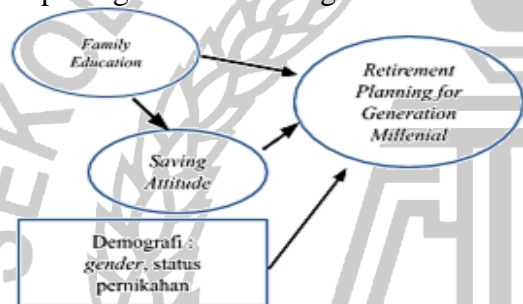 Family
Education
Retirement
Planning for
Generation
Millenial
Saving
Attitude
Demografi :
gender, status
pernikahan